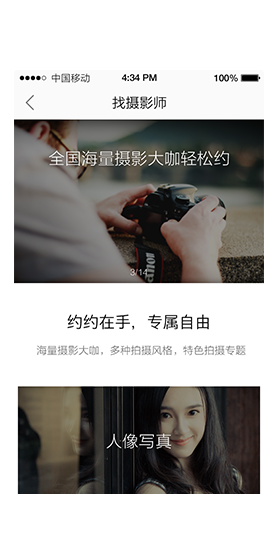 中国移动 4:34 PM 100%
找摄影师
全国海量摄影大咖轻松约
Canon
3/14
约约在手，专属自由
海量摄影大咖，多种拍摄风格，特色拍摄专题
人像写真